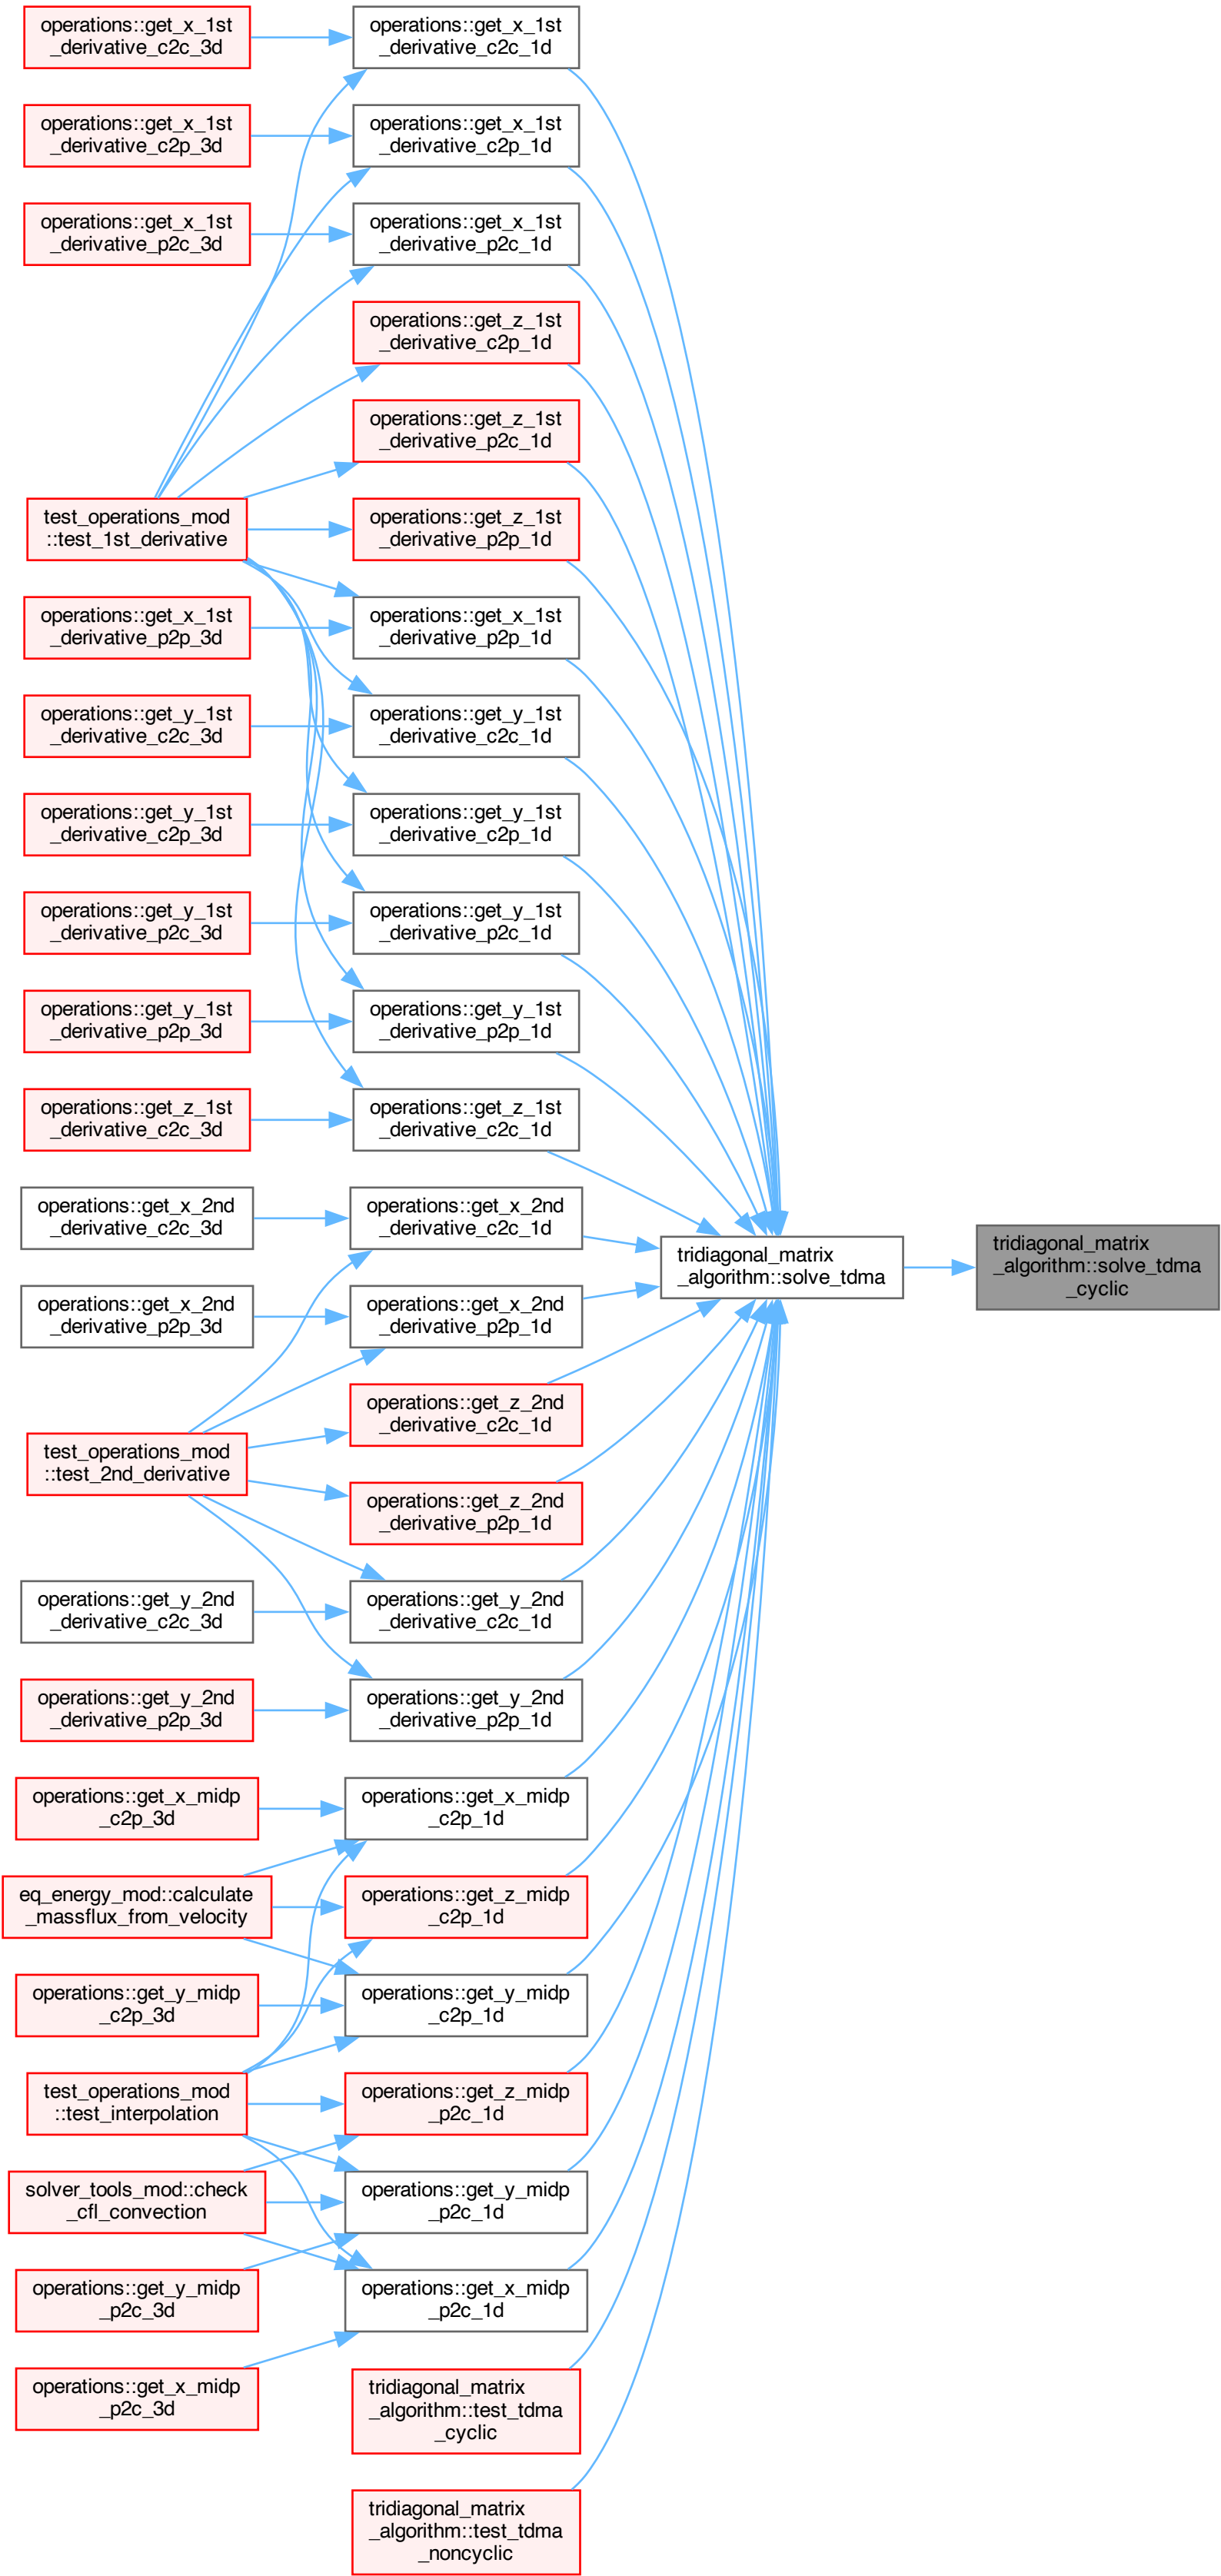 operations::get_x_1st
_derivative_c2c_3d
operations::get_x_1st
_derivative_c2c_1d
operations::get_x_1st
_derivative_c2p_3d
operations::get_x_1st
_derivative_c2p_1d
operations::get_x_1st
_derivative_p2c_3d
operations::get_x_1st
_derivative_p2c_1d
operations::get_z_1st
_derivative_c2p_1d
operations::get_z_1st
_derivative_p2c_1d
test_operations_mod
::test_1st_derivative
operations::get_z_1st
_derivative_p2p_1d
operations::get_x_1st
_derivative_p2p_3d
operations::get_x_1st
_derivative_p2p_1d
operations::get_y_1st
_derivative_c2c_3d
operations::get_y_1st
_derivative_c2c_1d
operations::get_y_1st
_derivative_c2p_3d
operations::get_y_1st
_derivative_c2p_1d
operations::get_y_1st
_derivative_p2c_3d
operations::get_y_1st
_derivative_p2c_1d
operations::get_y_1st
_derivative_p2p_3d
operations::get_y_1st
_derivative_p2p_1d
operations::get_z_1st
_derivative_c2c_3d
operations::get_z_1st
_derivative_c2c_1d
operations::get_x_2nd
_derivative_c2c_3d
operations::get_x_2nd
_derivative_c2c_1d
tridiagonal_matrix
_algorithm::solve_tdma
tridiagonal_matrix
_algorithm::solve_tdma
_cyclic
operations::get_x_2nd
_derivative_p2p_3d
operations::get_x_2nd
_derivative_p2p_1d
operations::get_z_2nd
_derivative_c2c_1d
test_operations_mod
::test_2nd_derivative
operations::get_z_2nd
_derivative_p2p_1d
operations::get_y_2nd
_derivative_c2c_3d
operations::get_y_2nd
_derivative_c2c_1d
operations::get_y_2nd
_derivative_p2p_3d
operations::get_y_2nd
_derivative_p2p_1d
operations::get_x_midp
_c2p_3d
operations::get_x_midp
_c2p_1d
eq_energy_mod::calculate
_massflux_from_velocity
operations::get_z_midp
_c2p_1d
operations::get_y_midp
_c2p_3d
operations::get_y_midp
_c2p_1d
test_operations_mod
::test_interpolation
operations::get_z_midp
_p2c_1d
solver_tools_mod::check
_cfl_convection
operations::get_y_midp
_p2c_1d
operations::get_y_midp
_p2c_3d
operations::get_x_midp
_p2c_1d
operations::get_x_midp
_p2c_3d
tridiagonal_matrix
_algorithm::test_tdma
_cyclic
tridiagonal_matrix
_algorithm::test_tdma
_noncyclic